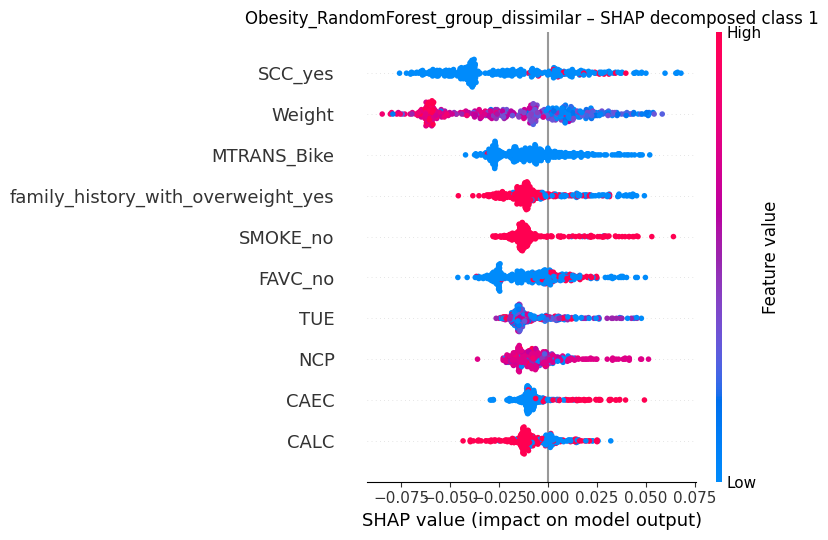 Obesity_RandomForest_group_dissimilar – SHAP decomposed class 1
High
SCC_yes
Weight
MTRANS_Bike
family_history_with_overweight_yes
SMOKE_no
FAVC_no
TUE
NCP
CAEC
CALC
Feature value
Low
−0.075 −0.050 −0.025 0.000 0.025 0.050 0.075
SHAP value (impact on model output)